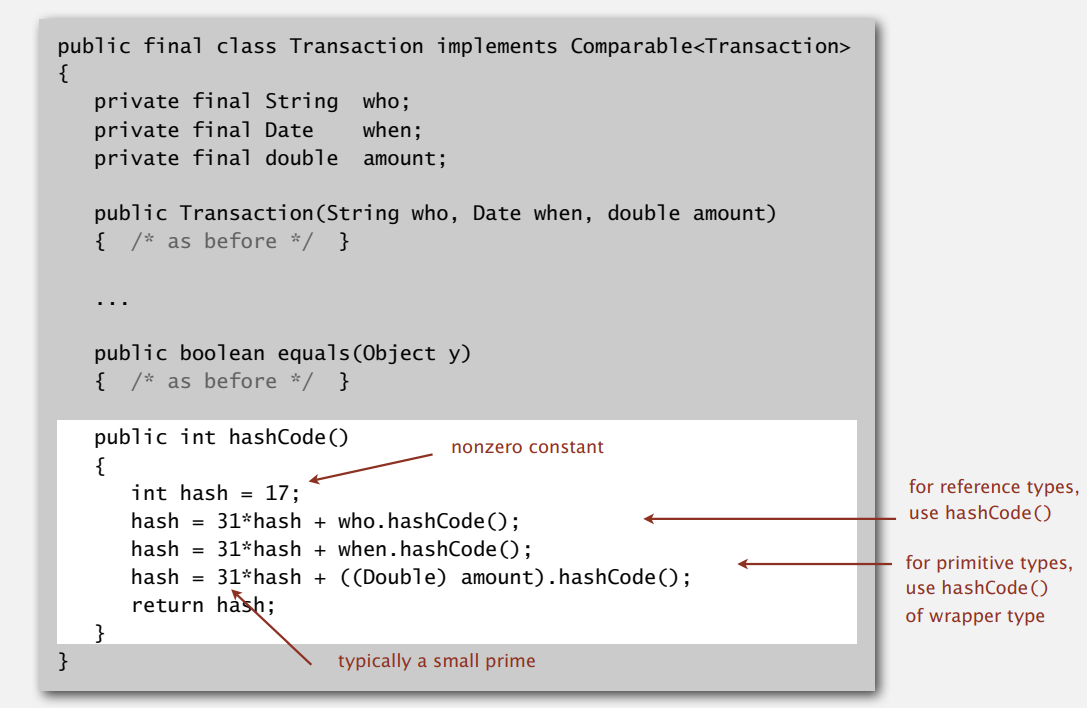 public final class Transaction implements Comparable<Transaction>
{
private final String who;
private final Date when;
private final double amount;
public Transaction(String who, Date when, double amount)
{ /* as before */ }
...
public boolean equals(Object y)
{ /* as before */ }
public int hashCode()
nonzero constant
{
int hash = 17;
for reference types,
use hashCode()
hash = 31*hash + who.hashCode();
hash = 31*hash + when.hashCode();
for primitive types,
use hashCode()
of wrapper type
hash = 31*hash + ((Double) amount).hashCode();
return hash;
}
typically a small prime
}